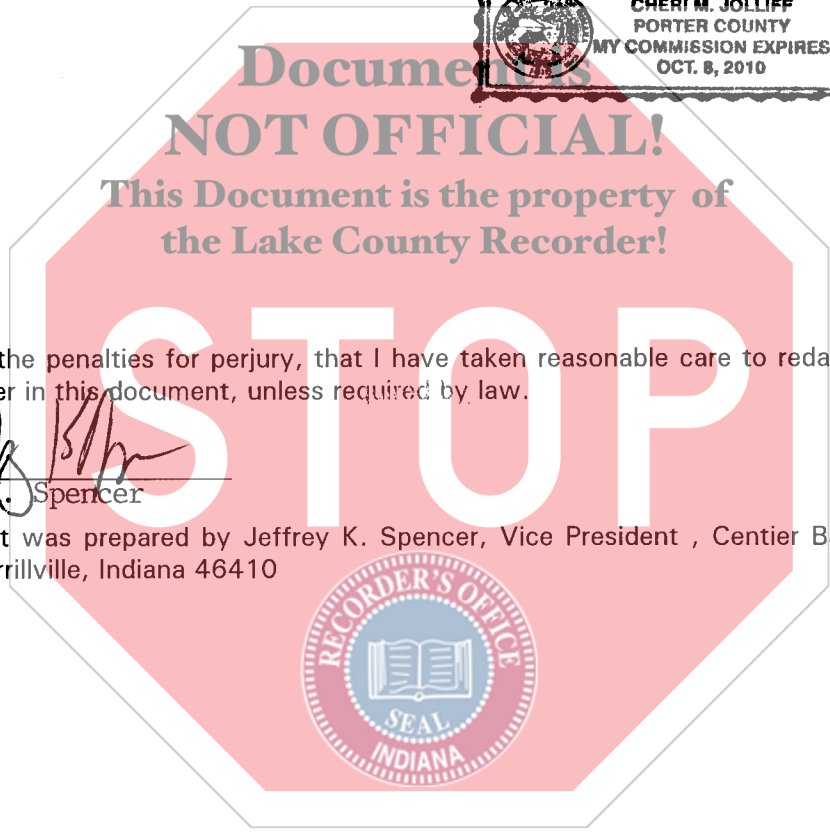 CHERI M. JOLLIFF
PORTER COUNTY
MY COMMISSION EXPIRES
OCT. 8, 2010
Document is
NOT OFFICIAL!
This Document is the property of
the Lake County Recorder!
STOP
the penalties for perjury, that I have taken reasonable care to reda
er in this document, unless required by law.
. Spencer
t was prepared by Jeffrey K. Spencer, Vice President , Centier B
rrillville, Indiana 46410
RECORDER'S OFFICE
SEAL
INDIANA